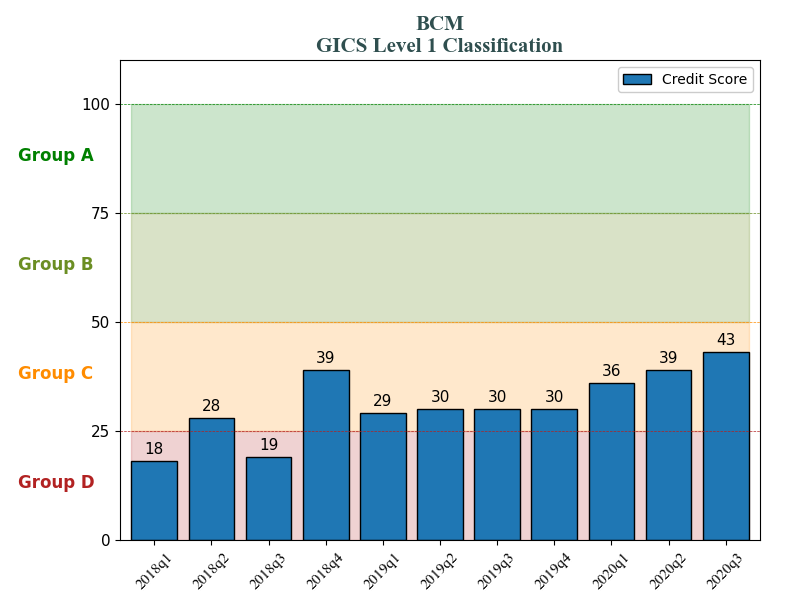 BCM
GICS Level 1 Classification
Credit Score
100
Group A
75
Group B
50
Group C
25
Group D
0
18
28
19
39
29
30
30
30
36
39
43
2018q1
2018q2
2018q3
2018q4
2019q1
2019q2
2019q3
2019q4
2020q1
2020q2
2020q3